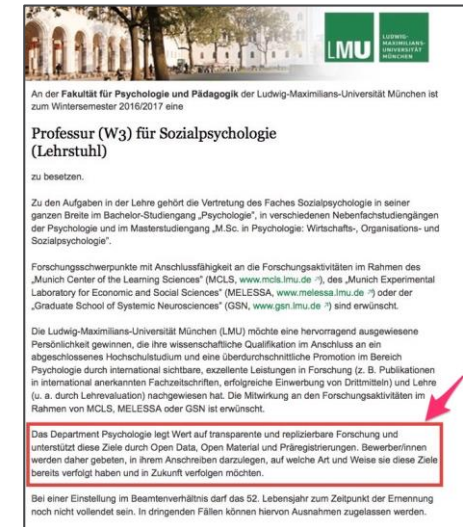 LMU
LUDWIG-
MAXIMILIANS-
UNIVERSITÄT
MÜNCHEN
An der Fakultät für Psychologie und Pädagogik der Ludwig-Maximilians-Universität München ist
zum Wintersemester 2016/2017 eine
Professur (W3) für Sozialpsychologie
(Lehrstuhl)
zu besetzen.
Zu den Aufgaben in der Lehre gehört die Vertretung des Faches Sozialpsychologie in seiner
ganzen Breite im Bachelor-Studiengang „Psychologie“, in verschiedenen Nebenfachstudiengängen
der Psychologie und im Masterstudiengang „M.Sc. in Psychologie: Wirtschafts-, Organisations- und
Sozialpsychologie“.
Forschungsschwerpunkte mit Anschlussfähigkeit an die Forschungsaktivitäten im Rahmen des
„Munich Center of the Learning Sciences“ (MCLS, www.mcls.lmu.de), des „Munich Experimental
Laboratory for Economic and Social Sciences“ (MELESSA, www.melessa.lmu.de) oder der
„Graduate School of Systemic Neurosciences“ (GSN, www.gsn.lmu.de) sind erwünscht.
Die Ludwig-Maximilians-Universität München (LMU) möchte eine hervorragend ausgewiesene
Persönlichkeit gewinnen, die ihre wissenschaftliche Qualifikation im Anschluss an ein
abgeschlossenes Hochschulstudium und eine überdurchschnittliche Promotion im Bereich
Psychologie durch international sichtbare, exzellente Leistungen in Forschung (z. B. Publikationen
in international anerkannten Fachzeitschriften, erfolgreiche Einwerbung von Drittmitteln) und Lehre
(u. a. durch Lehrevaluation) nachgewiesen hat. Die Mitwirkung an den Forschungsaktivitäten im
Rahmen von MCLS, MELESSA oder GSN ist erwünscht.
Das Department Psychologie legt Wert auf transparente und replizierbare Forschung und
unterstützt diese Ziele durch Open Data, Open Material und Präregistrierungen. Bewerber/innen
werden daher gebeten, in ihrem Anschreiben darzulegen, auf welche Art und Weise sie diese Ziele
bereits verfolgt haben und in Zukunft verfolgen möchten.
Bei einer Einstellung im Beamtenverhältnis darf das 52. Lebensjahr zum Zeitpunkt der Ernennung
noch nicht vollendet sein. In dringenden Fällen können hiervon Ausnahmen zugelassen werden.